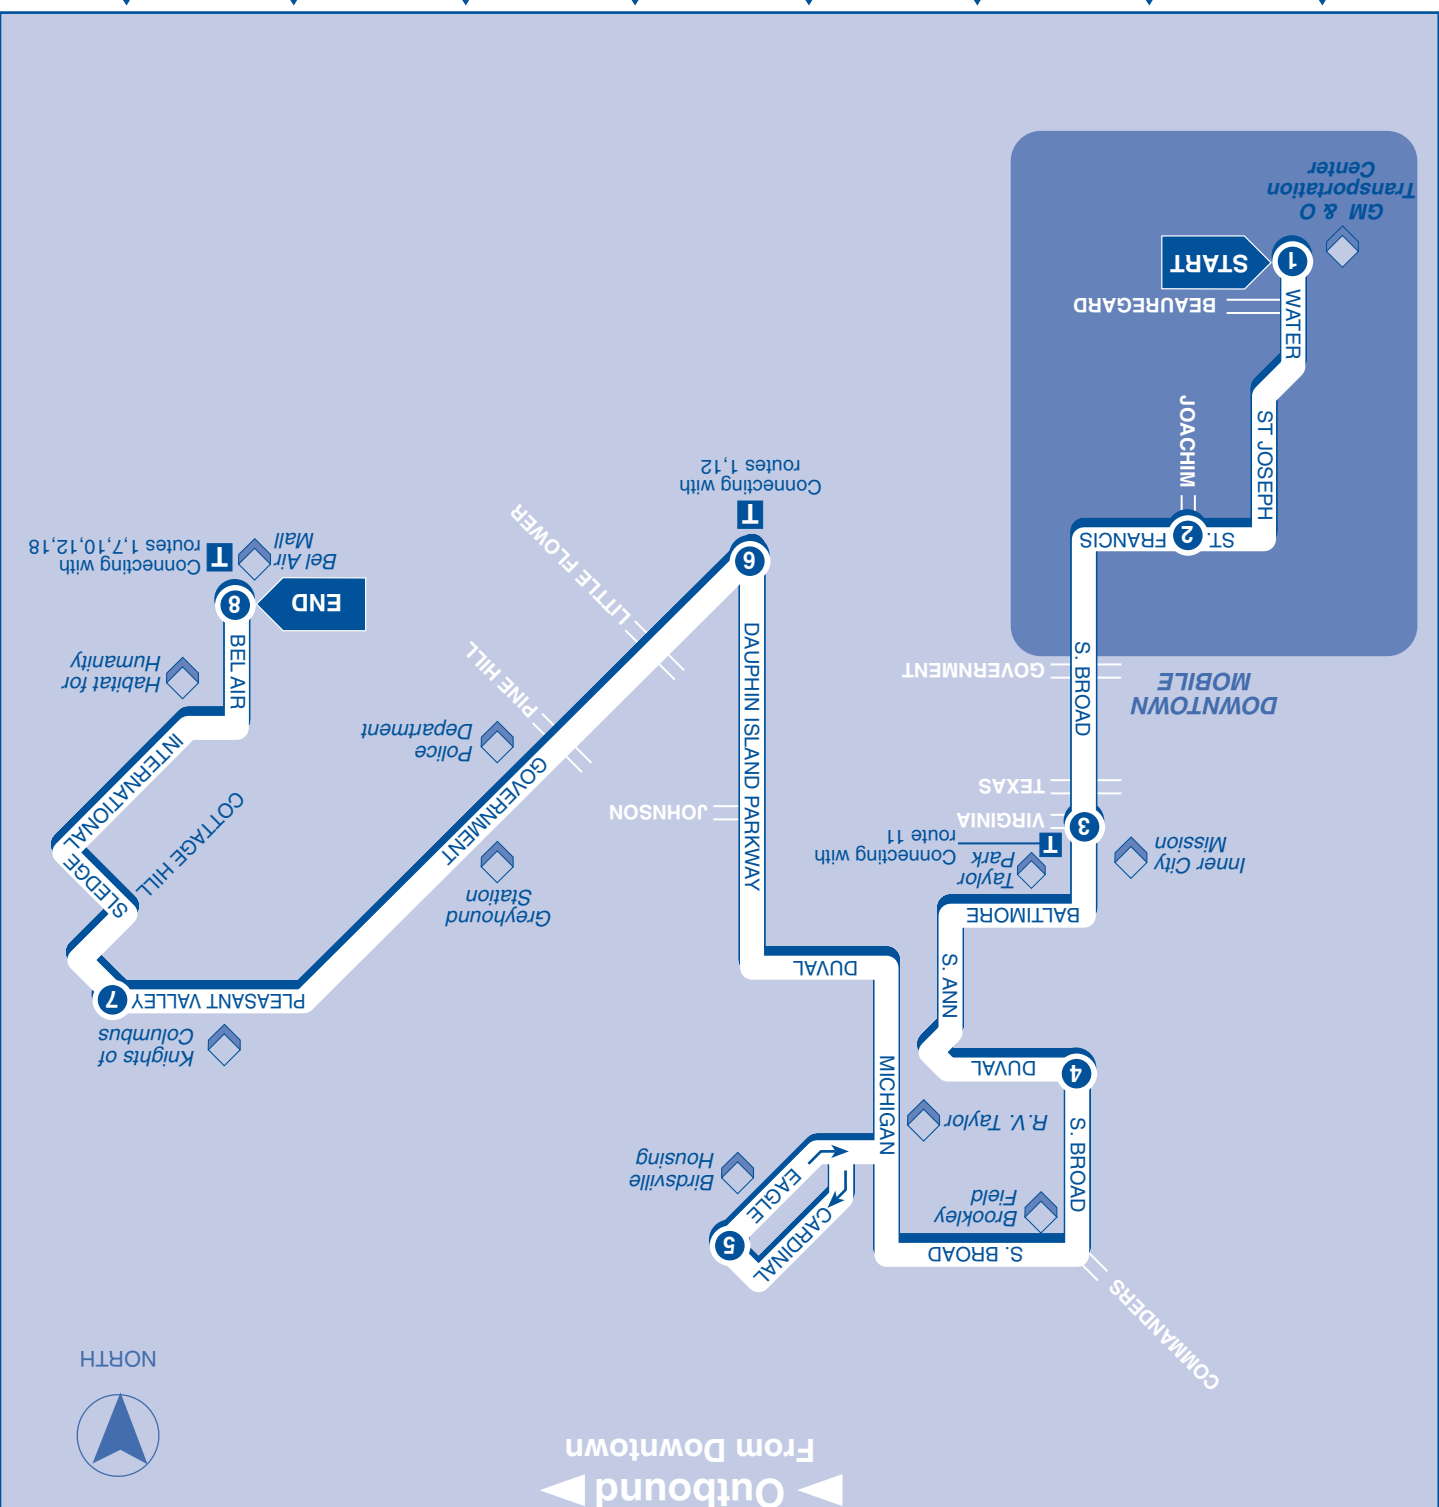 Outbound
From Downtown
NORTH
COMMANDERS
S. BROAD
Brookley
Field
S. BROAD
CARDINAL
EAGLE
5
Birdsville
Housing
R.V. Taylor
MICHIGAN
4
DUVAL
S. ANN
DUVAL
Knights of
Columbus
7
PLEASANT VALLEY
BALTIMORE
Greyhound
Station
SLEDGE
COTTAGE HILL
INTERNATIONAL
Inner City
Mission
Taylor
Park
T
Connecting with
route 11
3
VIRGINIA
TEXAS
JOHNSON
DAUPHIN ISLAND PARKWAY
GOVERNMENT
Police
Department
PINE HILL
LITTLE FLOWER
DOWNTOWN
MOBILE
S. BROAD
GOVERNMENT
Habitat for
Humanity
BEL AIR
8
END
Bel Air
Mall
T
Connecting with
routes 1,7,10,12,18
6
T
Connecting with
routes 1,12
ST. FRANCIS
2
JOACHIM
ST JOSEPH
WATER
BEAUREGARD
1
START
GM & O
Transportation
Center